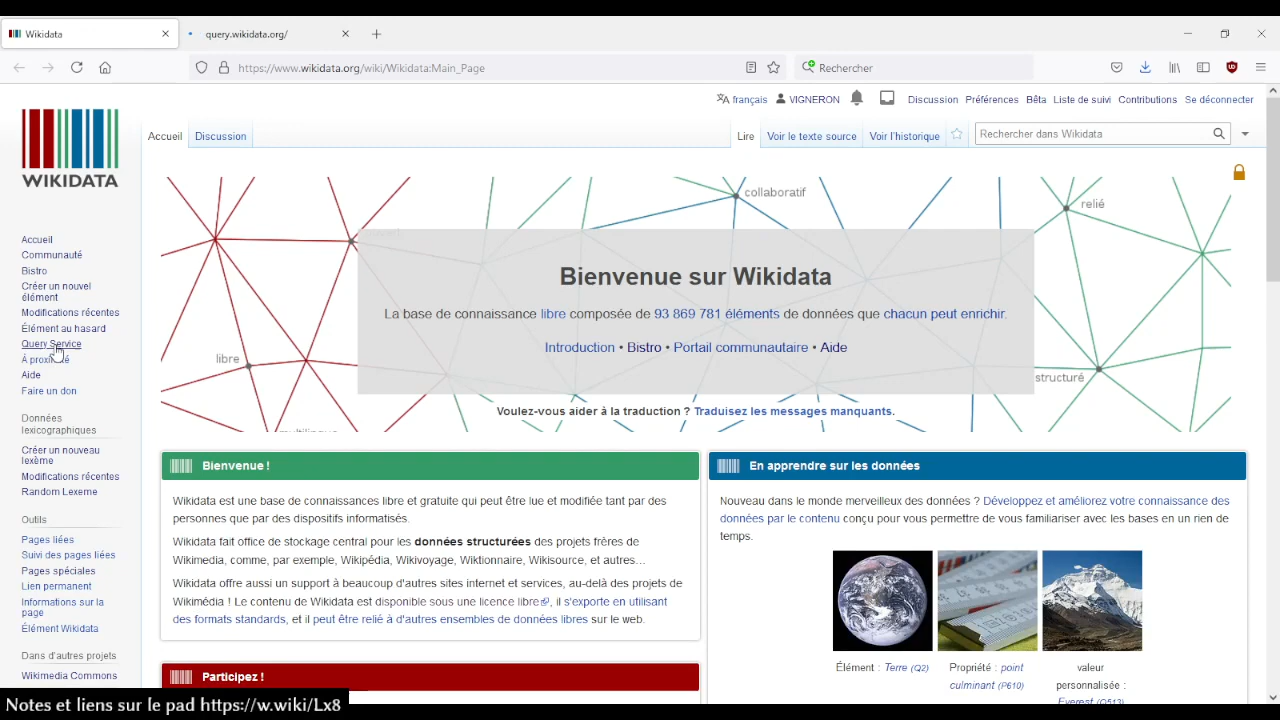 Wikidata
query.wikidata.org/
https://www.wikidata.org/wiki/Wikidata:Main_Page
Rechercher
français VIGNERON Discussion Préférences Bêta Liste de suivi Contributions Se déconnecter
Accueil Discussion Lire Voir le texte source Voir l'historique Rechercher dans Wikidata
WIKIDATA
collaboratif
relié
libre
structuré
Bienvenue sur Wikidata
La base de connaissance libre composée de 93 869 781 éléments de données que chacun peut enrichir.
Introduction • Bistro • Portail communautaire • Aide
Voulez-vous aider à la traduction ? Traduisez les messages manquants.
Accueil
Communauté
Bistro
Créer un nouvel
élément
Modifications récentes
Élément au hasard
Query Service
À proximité
Aide
Faire un don
Données
lexicographiques
Créer un nouveau
lexème
Modifications récentes
Random Lexeme
Outils
Pages liées
Suivi des pages liées
Pages spéciales
Lien permanent
Informations sur la
page
Élément Wikidata
Dans d'autres projets
Wikimedia Commons
Bienvenue !
Wikidata est une base de connaissances libre et gratuite qui peut être lue et modifiée tant par des
personnes que par des dispositifs informatisés.
Wikidata fait office de stockage central pour les données structurées des projets frères de
Wikimedia, comme, par exemple, Wikipédia, Wikivoyage, Wiktionnaire, Wikisource, et autres…
Wikidata offre aussi un support à beaucoup d'autres sites internet et services, au-delà des projets de
Wikimédia ! Le contenu de Wikidata est disponible sous une licence libre, il s'exporte en utilisant
des formats standards, et il peut être relié à d'autres ensembles de données libres sur le web.
Participez !
En apprendre sur les données
Nouveau dans le monde merveilleux des données ? Développez et améliorez votre connaissance des
données par le contenu conçu pour vous permettre de vous familiariser avec les bases en un rien de
temps.
Élément : Terre (Q2)
Propriété : point
culminant (P610)
valeur
personnalisée :
Everest (Q513)
Notes et liens sur le pad https://w.wiki/Lx8